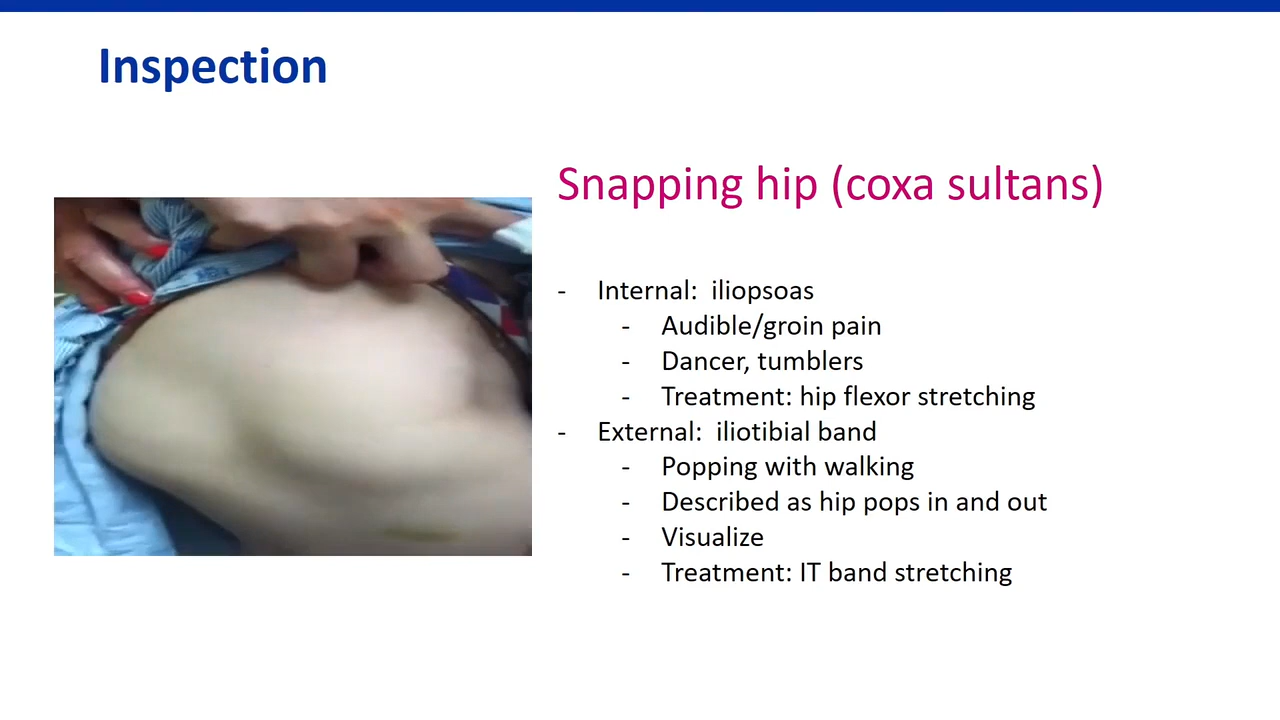 Inspection
Snapping hip (coxa sultans)
- Internal: iliopsoas
- Audible/groin pain
- Dancer, tumblers
- Treatment: hip flexor stretching
- External: iliotibial band
- Popping with walking
- Described as hip pops in and out
- Visualize
- Treatment: IT band stretching